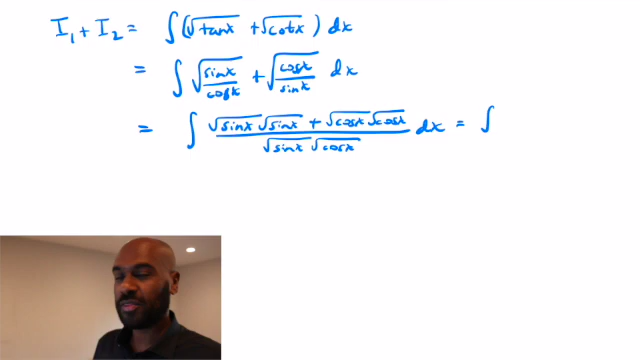 I₁ + I₂ = ∫(√tanx + √cotx) dx
= ∫ √(sinx/cosx) + √(cosx/sinx) dx
= ∫ (√sinx √sinx + √cosx √cosx)/(√sinx √cosx) dx = ∫